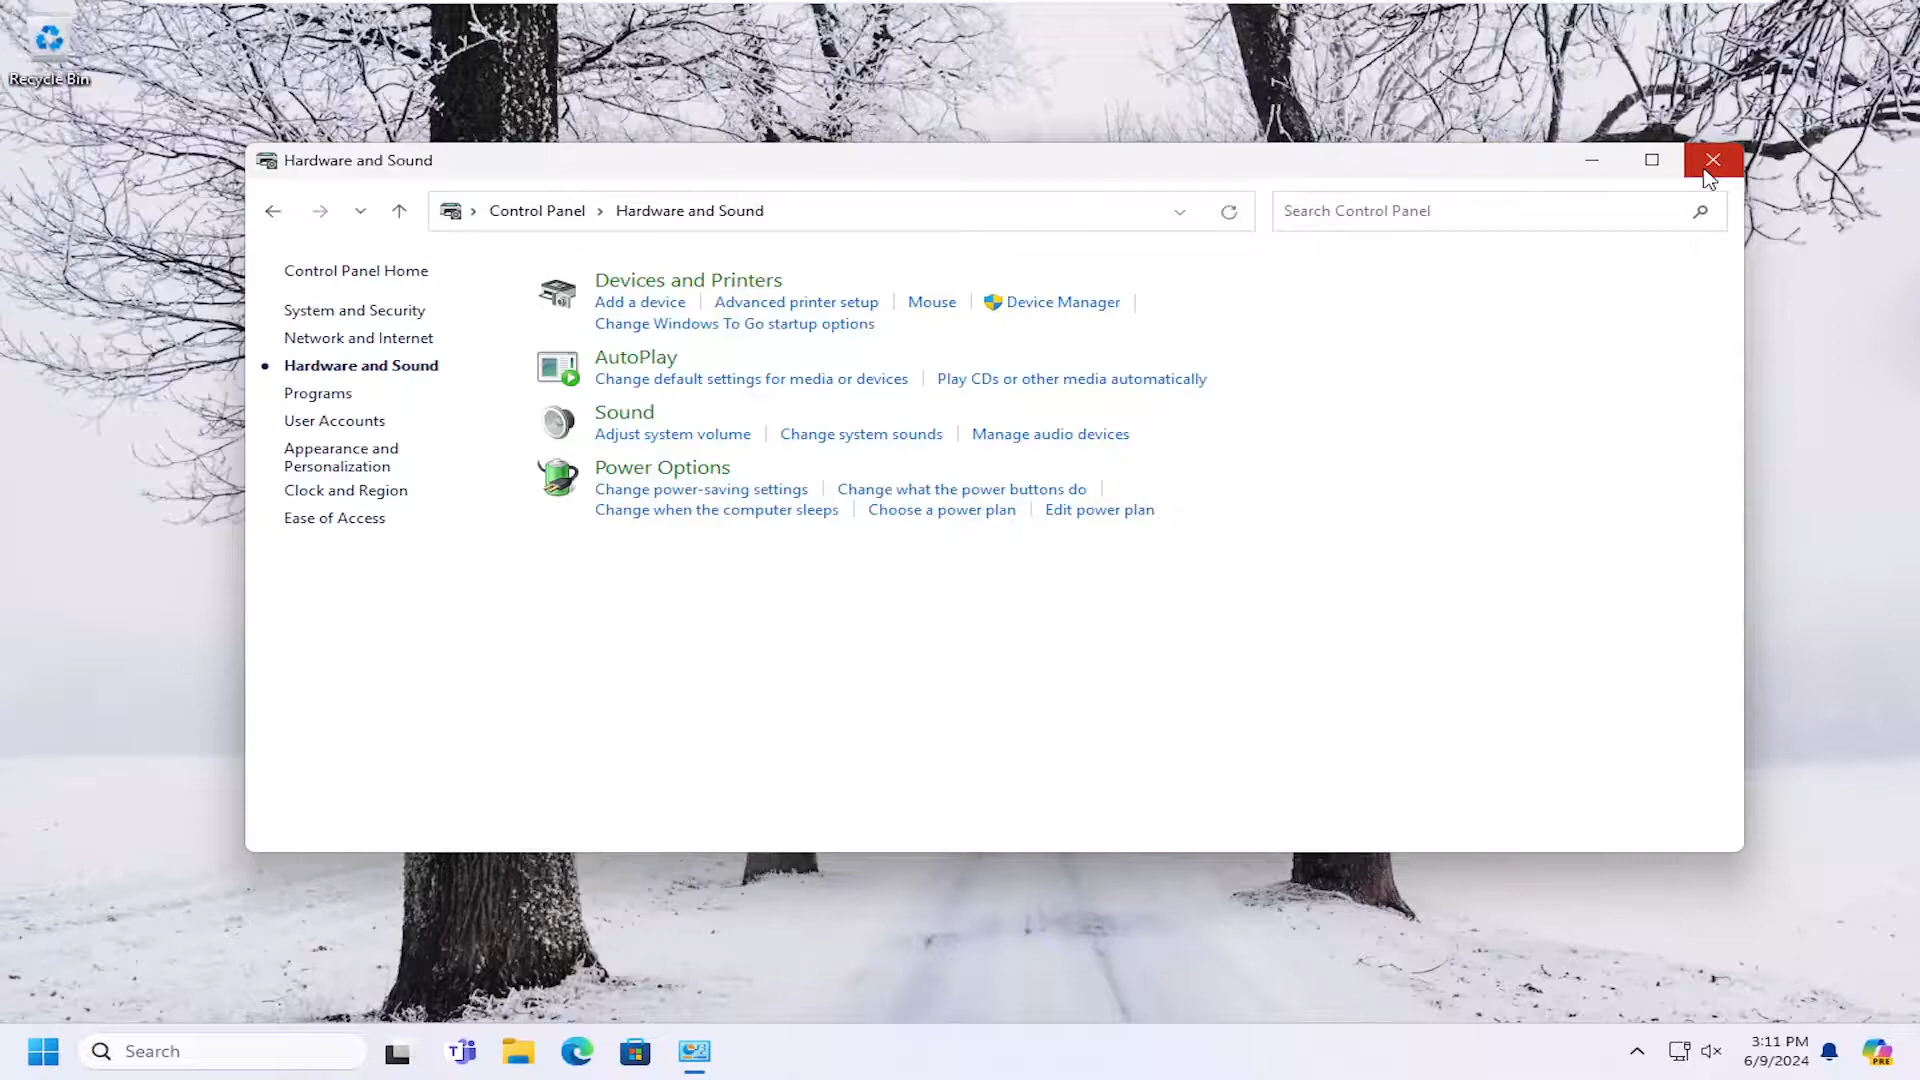 Recycle Bin
Hardware and Sound
Control Panel
Hardware and Sound
Search Control Panel
Control Panel Home
System and Security
Network and Internet
Hardware and Sound
Programs
User Accounts
Appearance and
Personalization
Clock and Region
Ease of Access
Devices and Printers
Add a device Advanced printer setup Mouse Device Manager
Change Windows To Go startup options
AutoPlay
Change default settings for media or devices Play CDs or other media automatically
Sound
Adjust system volume Change system sounds Manage audio devices
Power Options
Change power-saving settings Change what the power buttons do
Change when the computer sleeps Choose a power plan Edit power plan
Search
3:11 PM
6/9/2024
PRE